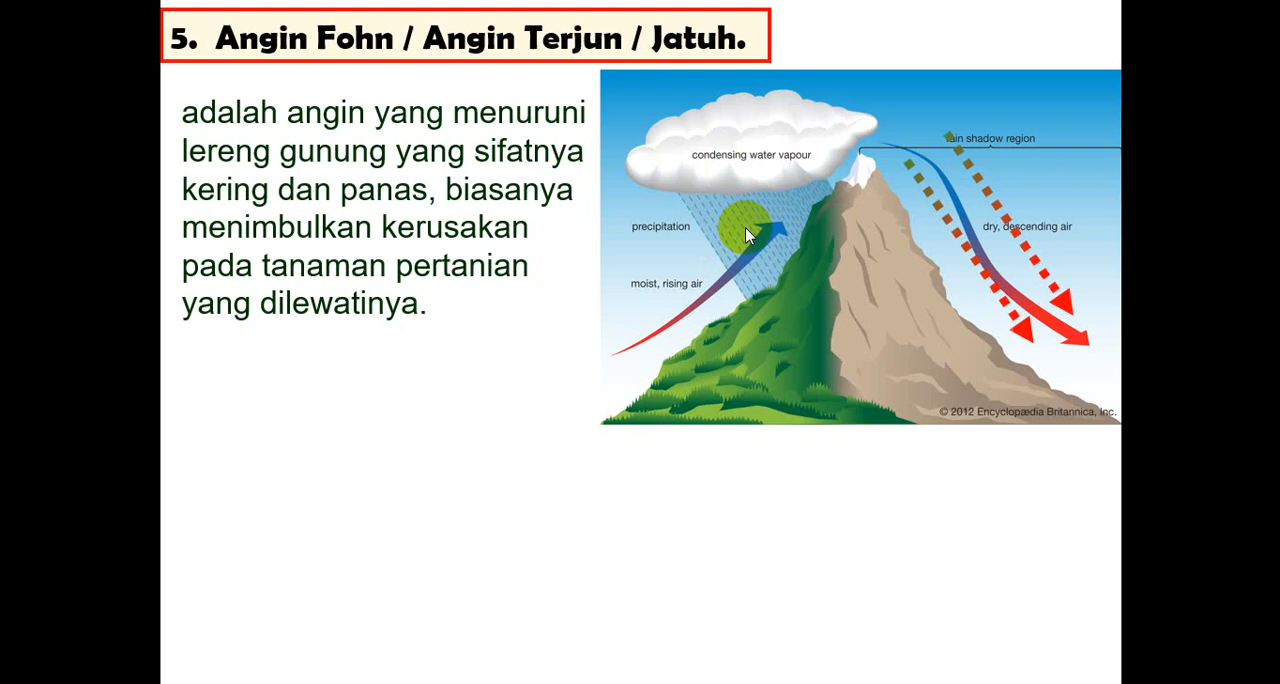 5. Angin Fohn / Angin Terjun / Jatuh.
adalah angin yang menuruni
lereng gunung yang sifatnya
kering dan panas, biasanya
menimbulkan kerusakan
pada tanaman pertanian
yang dilewatinya.
condensing water vapour
rain shadow region
precipitation
dry, descending air
moist, rising air
© 2012 Encyclopædia Britannica, Inc.